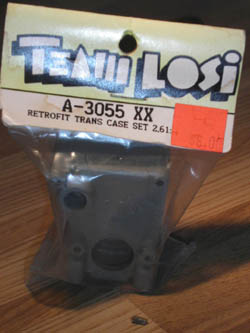 TEAM LOSI
A-3055 XX
RETROFIT TRANS CASE SET 2.61: